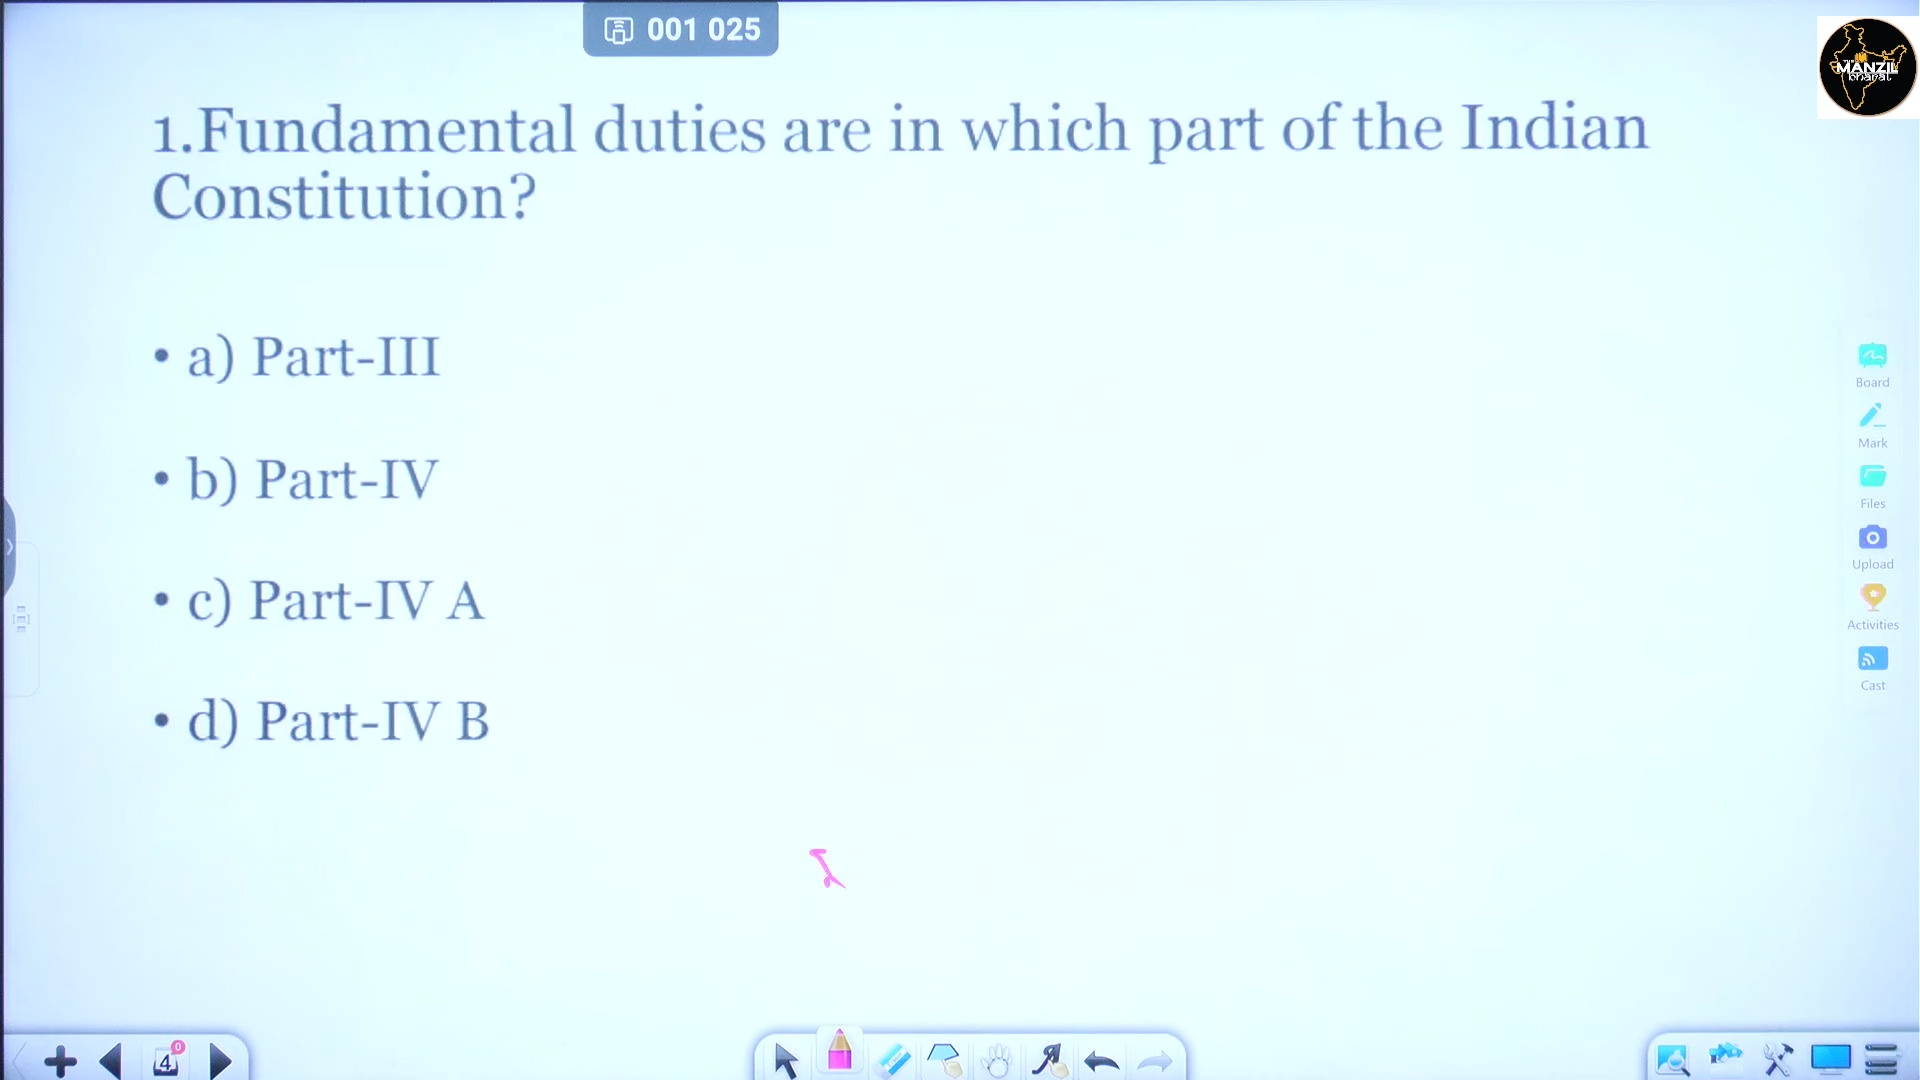 001 025
MANZIL
bharat
1.Fundamental duties are in which part of the Indian
Constitution?
• a) Part-III
• b) Part-IV
• c) Part-IV A
• d) Part-IV B
Board
Mark
Files
Upload
Activities
Cast
4
0